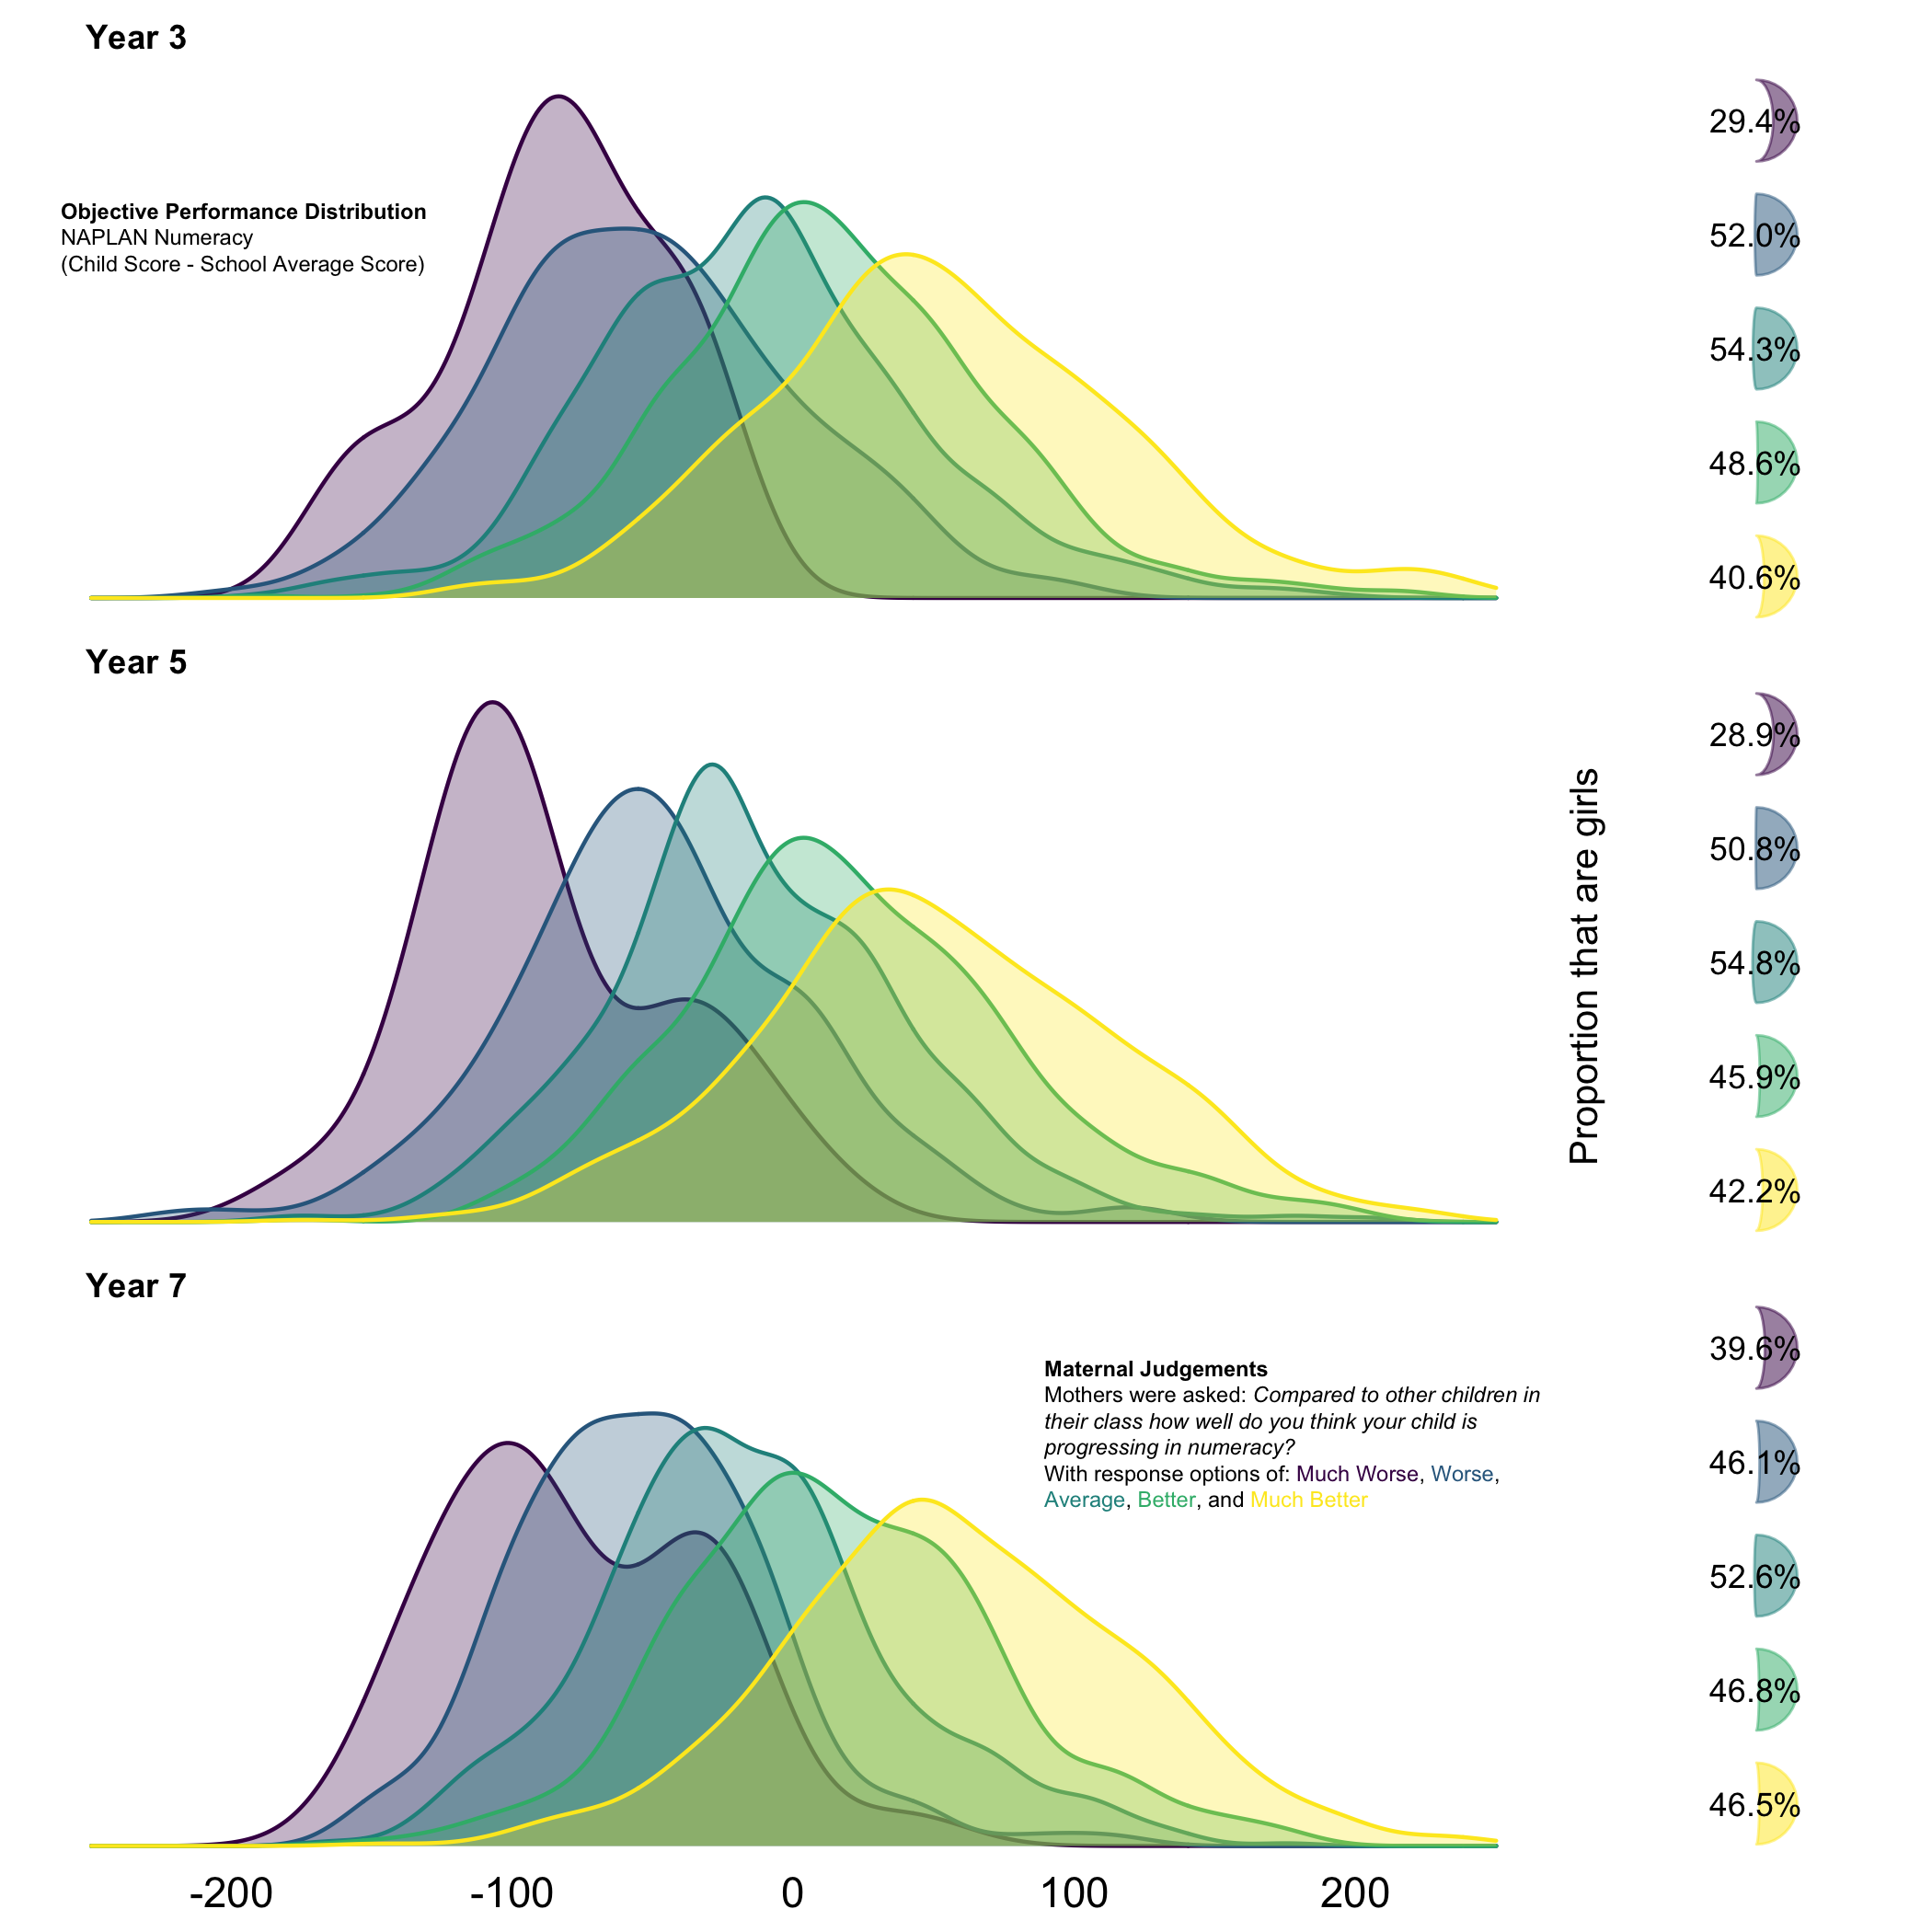 Year 3
29.4%
Objective Performance Distribution
NAPLAN Numeracy
(Child Score - School Average Score)
52.0%
54.3%
48.6%
40.6%
Year 5
28.9%
50.8%
54.8%
45.9%
42.2%
Proportion that are girls
Year 7
39.6%
Maternal Judgements
Mothers were asked: Compared to other children in
their class how well do you think your child is
progressing in numeracy?
With response options of: Much Worse, Worse,
Average, Better, and Much Better
46.1%
52.6%
46.8%
46.5%
-200 -100 0 100 200